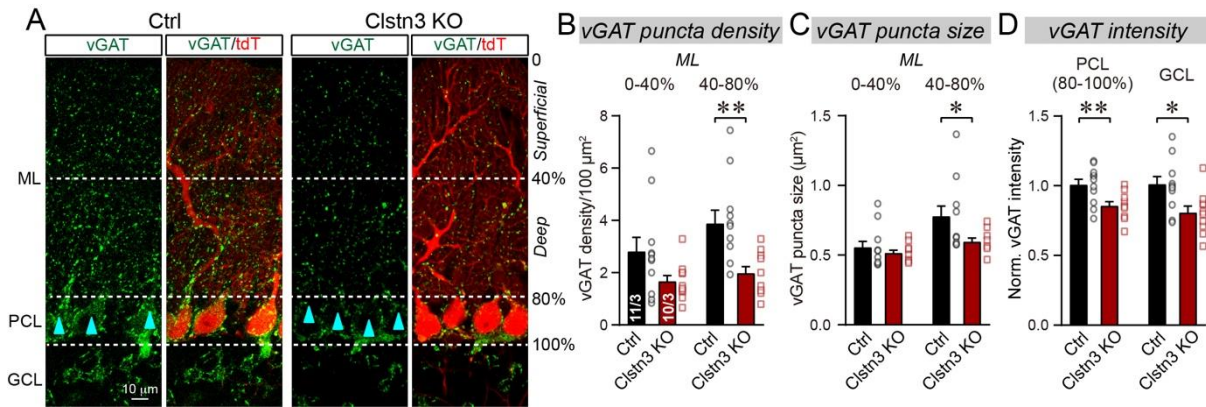 A
Ctrl
Clstn3 KO
vGAT
vGAT/tdT
vGAT
vGAT/tdT
0
Superficial
ML
40%
Deep
80%
PCL
100%
GCL
10 µm
B
vGAT puncta density
ML
0-40%
40-80%
**
vGAT density/100 µm²
8
6
4
2
0
11/3
10/3
Ctrl
Clstn3 KO
Ctrl
Clstn3 KO
C
vGAT puncta size
ML
0-40%
40-80%
*
vGAT puncta size (µm²)
1.5
1.0
0.5
0.0
Ctrl
Clstn3 KO
Ctrl
Clstn3 KO
D
vGAT intensity
PCL
(80-100%)
GCL
**
*
Norm. vGAT intensity
1.5
1.0
0.5
0.0
Ctrl
Clstn3 KO
Ctrl
Clstn3 KO